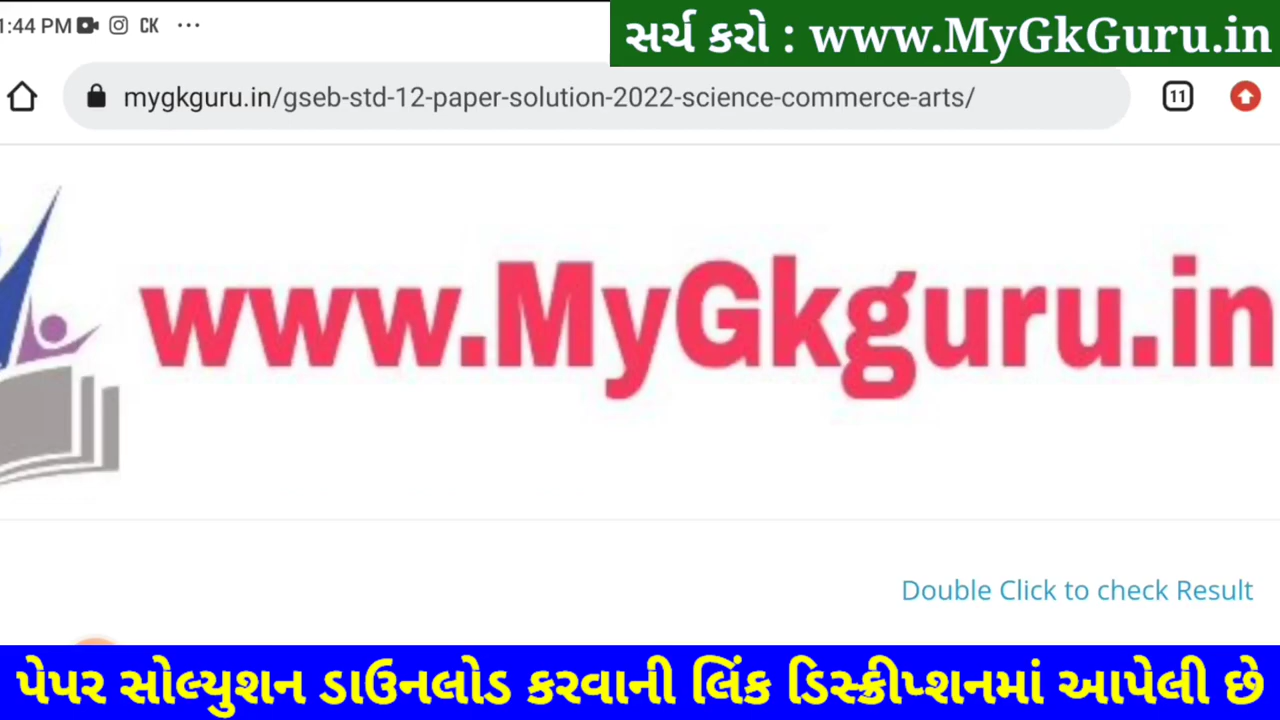 1:44 PM CK ...
સર્ચ કરો : www.MyGkGuru.in
mygkguru.in/gseb-std-12-paper-solution-2022-science-commerce-arts/
11
www.MyGkguru.in
Double Click to check Result
પેપર સોલ્યુશન ડાઉનલોડ કરવાની લિંક ડિસ્ક્રીપ્શનમાં આપેલી છે